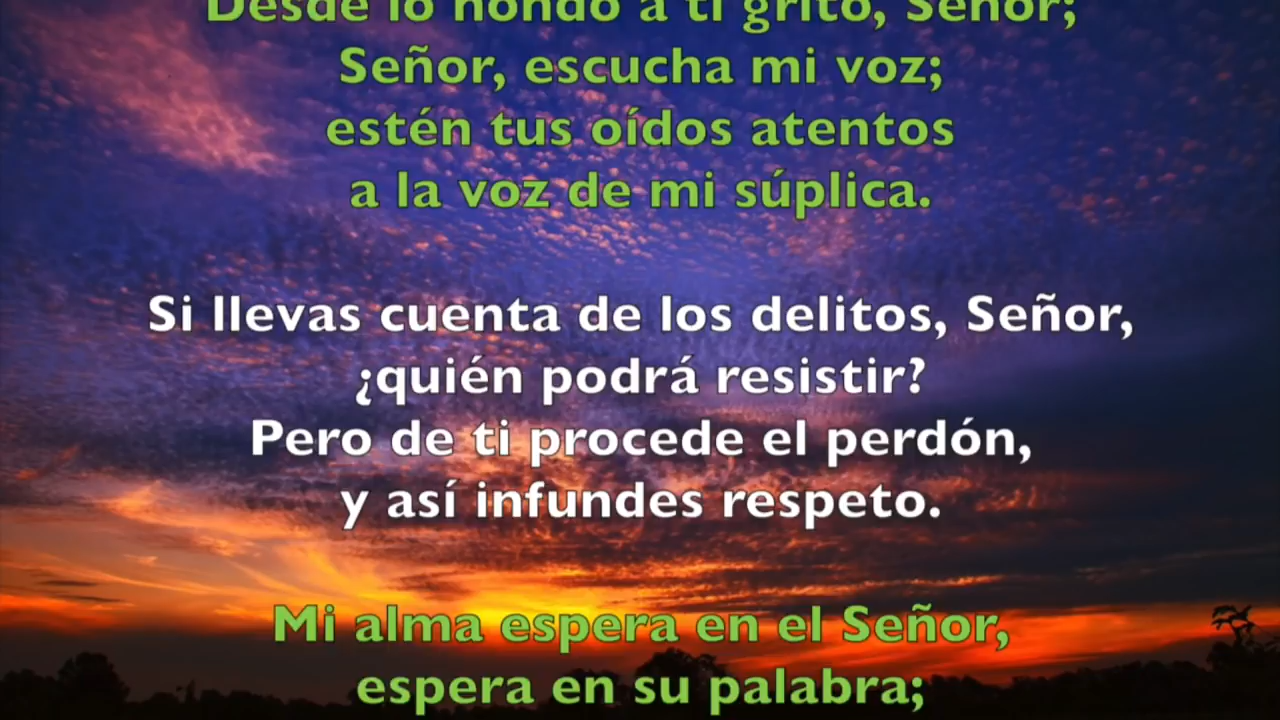 Desde lo hondo a ti grito, Señor;
Señor, escucha mi voz;
estén tus oídos atentos
a la voz de mi súplica.
Si llevas cuenta de los delitos, Señor,
¿quién podrá resistir?
Pero de ti procede el perdón,
y así infundes respeto.
Mi alma espera en el Señor,
espera en su palabra;